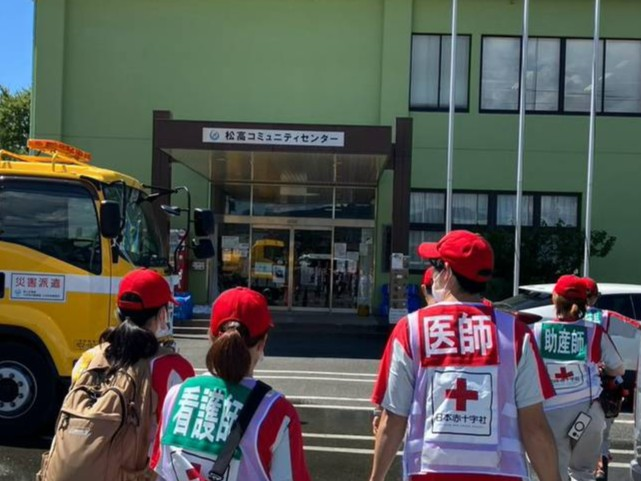 松高コミュニティセンター
災害派遣
医師
日本赤十字社
看護師
助産師